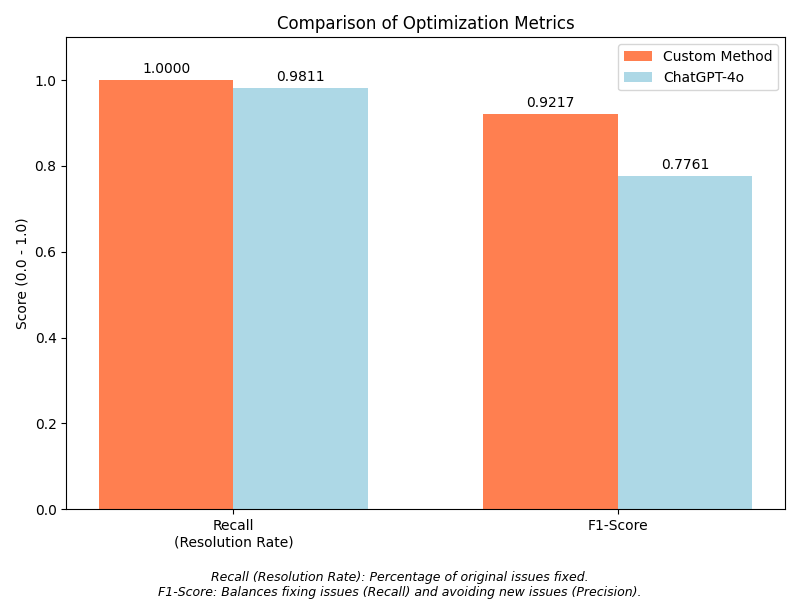 Comparison of Optimization Metrics
Custom Method
ChatGPT-4o
1.0000
0.9811
0.9217
0.7761
Score (0.0 - 1.0)
1.0
0.8
0.6
0.4
0.2
0.0
Recall
(Resolution Rate)
F1-Score
Recall (Resolution Rate): Percentage of original issues fixed.
F1-Score: Balances fixing issues (Recall) and avoiding new issues (Precision).